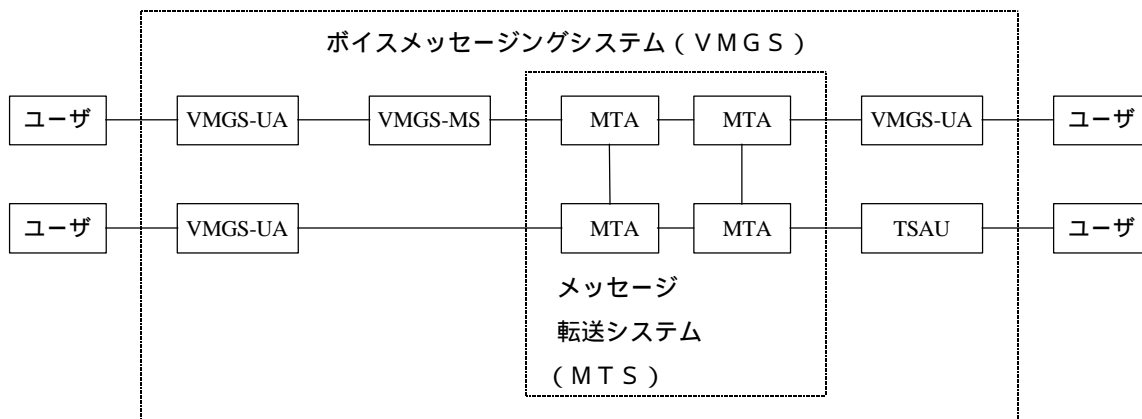 ボイスメッセージングシステム(VMGS)
ユーザ VMGS-UA VMGS-MS MTA MTA VMGS-UA ユーザ
ユーザ VMGS-UA MTA MTA TSAU ユーザ
メッセージ
転送システム
(MTS)